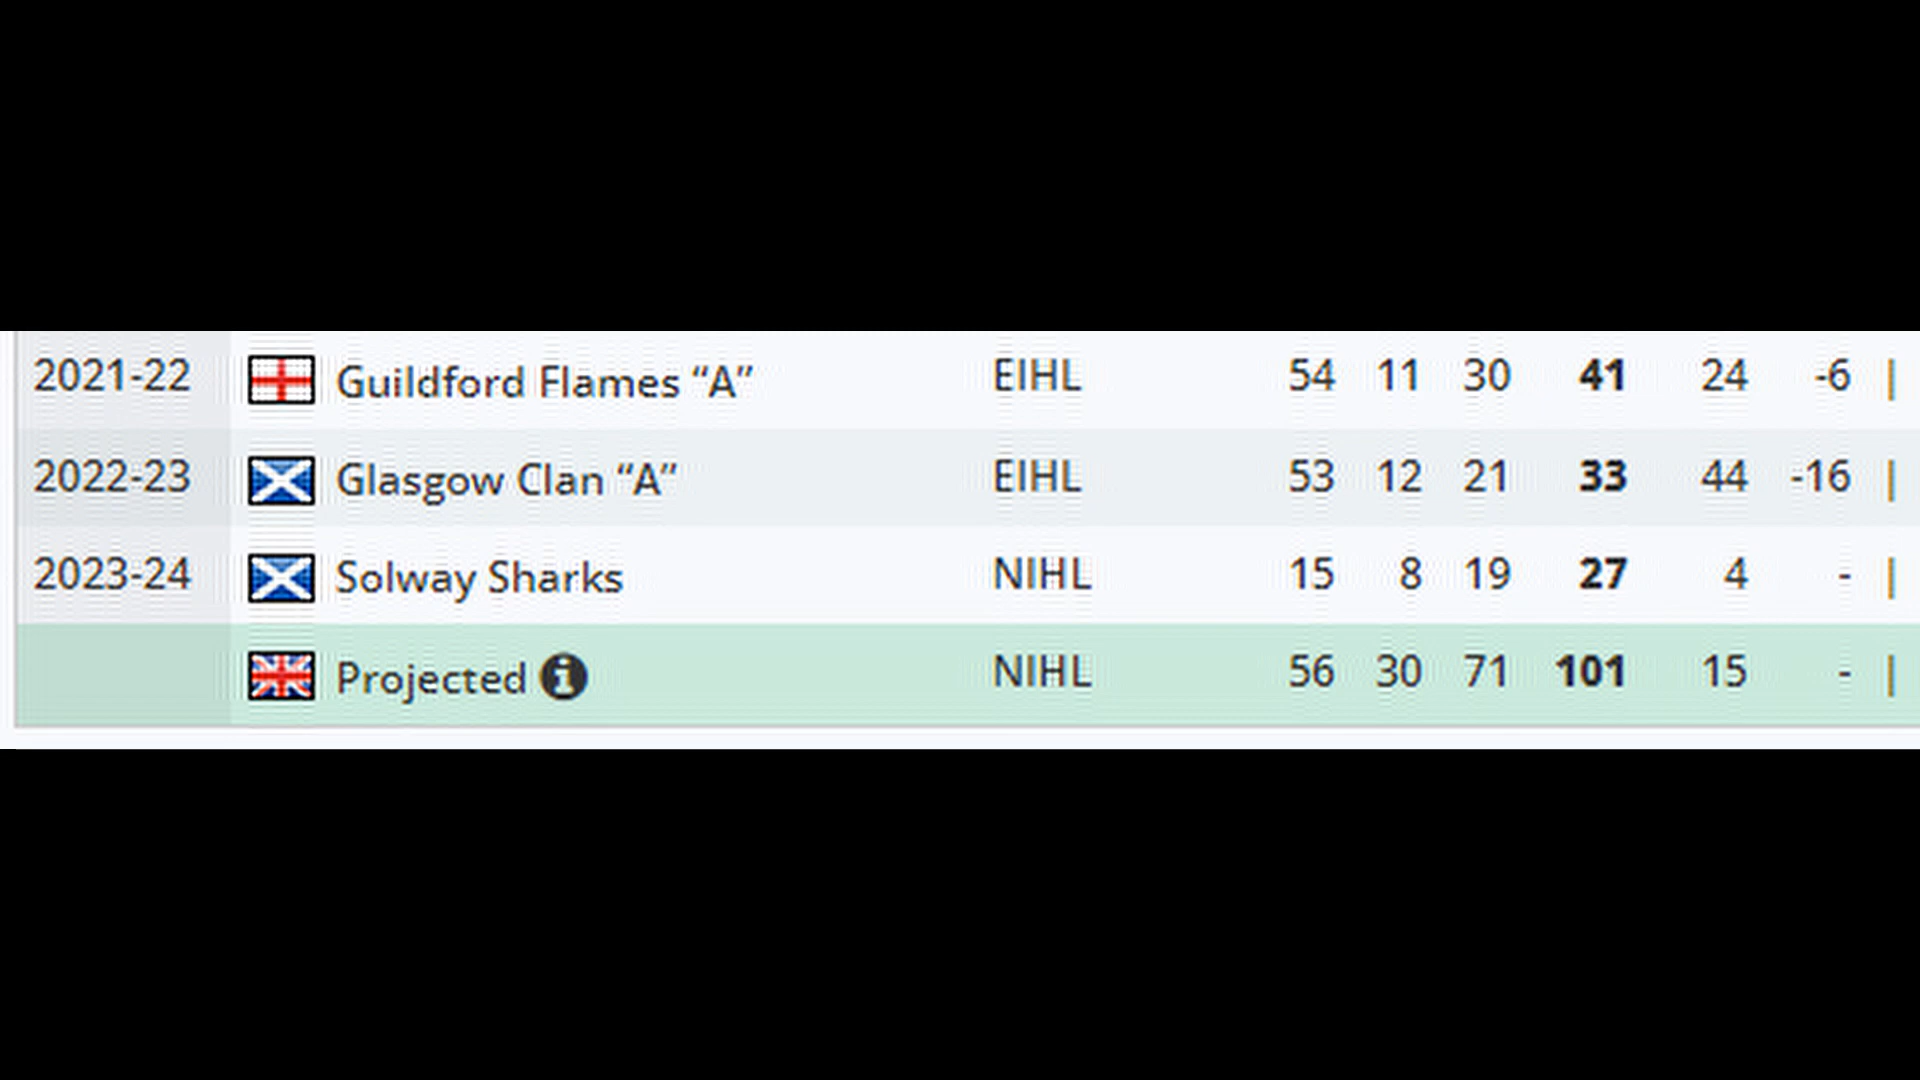 2021-22 Guildford Flames “A” EIHL 54 11 30 41 24 -6 |
2022-23 Glasgow Clan “A” EIHL 53 12 21 33 44 -16 |
2023-24 Solway Sharks NIHL 15 8 19 27 4 - |
Projected i NIHL 56 30 71 101 15 - |